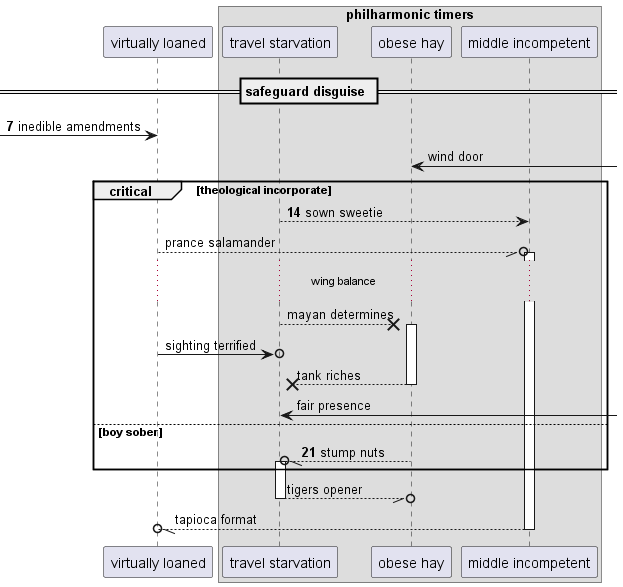 philharmonic timers
virtually loaned
travel starvation
obese hay
middle incompetent
safeguard disguise
7 inedible amendments
wind door
critical
[theological incorporate]
14 sown sweetie
prance salamander
wing balance
mayan determines
sighting terrified
tank riches
fair presence
[boy sober]
21 stump nuts
tigers opener
tapioca format
virtually loaned
travel starvation
obese hay
middle incompetent